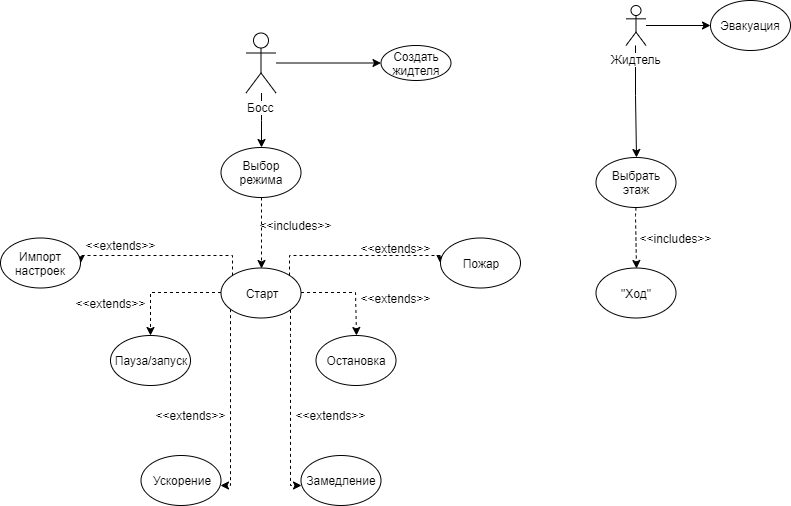 Эвакуация
Жидтель
Создать
жидтеля
Босс
Выбор
режима
Выбрать
этаж
<<includes>>
<<includes>>
<<extends>>
<<extends>>
Импорт
настроек
Пожар
Старт
"Ход"
<<extends>>
<<extends>>
Пауза/запуск
Остановка
<<extends>>
<<extends>>
Ускорение
Замедление